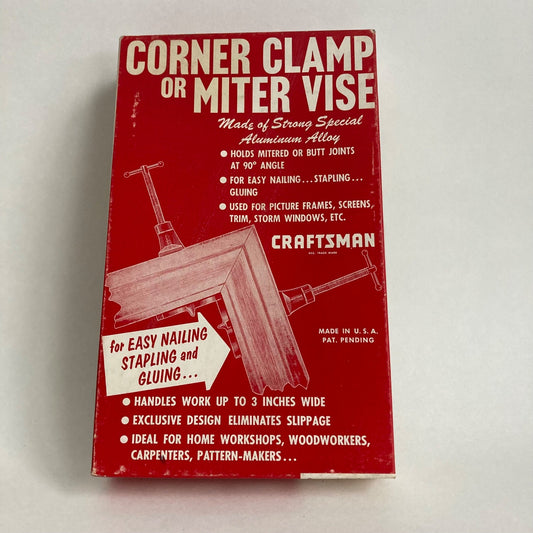 CORNER CLAMP
OR MITER VISE
Made of Strong Special
Aluminum Alloy
● HOLDS MITERED OR BUTT JOINTS
AT 90° ANGLE
● FOR EASY NAILING...STAPLING...
GLUING
● USED FOR PICTURE FRAMES, SCREENS,
TRIM, STORM WINDOWS, ETC.
CRAFTSMAN
REG. TRADE MARK
MADE IN U.S.A.
PAT. PENDING
for EASY NAILING
STAPLING and
GLUING...
● HANDLES WORK UP TO 3 INCHES WIDE
● EXCLUSIVE DESIGN ELIMINATES SLIPPAGE
● IDEAL FOR HOME WORKSHOPS, WOODWORKERS,
CARPENTERS, PATTERN-MAKERS...